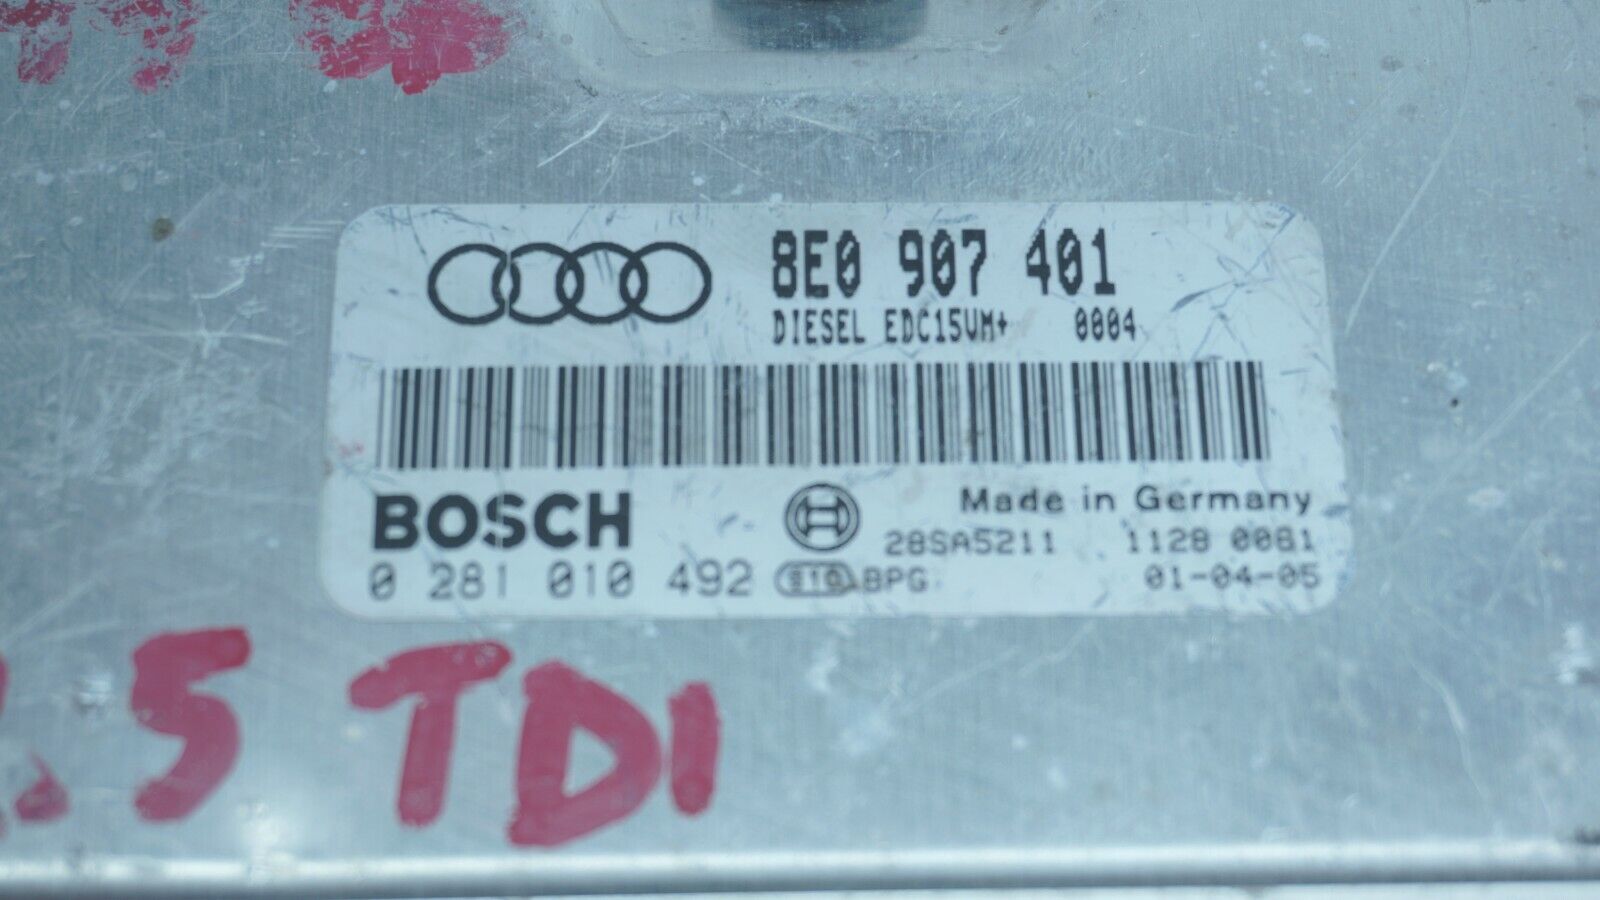 8E0 907 401
DIESEL EDC15VM+ 0004
BOSCH
Made in Germany
28SA5211 1128 0081
0 281 010 492 BPG 01-04-05
.5 TDI